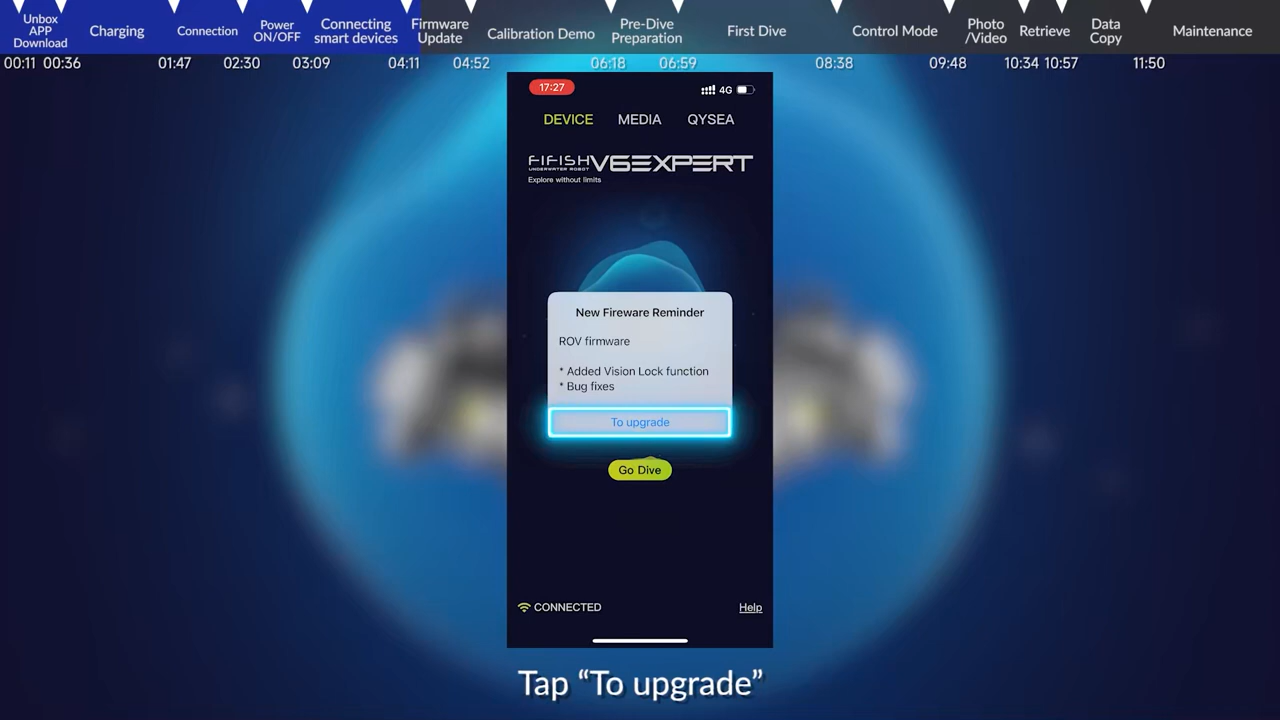 Unbox
APP
Download
Charging
Connection
Power
ON/OFF
Connecting
smart devices
Firmware
Update
Calibration Demo
Pre-Dive
Preparation
First Dive
Control Mode
Photo
/Video
Retrieve
Data
Copy
Maintenance
00:11 00:36 01:47 02:30 03:09 04:11 04:52 06:18 06:59 08:38 09:48 10:34 10:57 11:50
17:27 4G
DEVICE MEDIA QYSEA
FIFISH V6EXPERT
UNDERWATER ROBOT
Explore without limits
New Fireware Reminder
ROV firmware
* Added Vision Lock function
* Bug fixes
To upgrade
Go Dive
CONNECTED Help
Tap “To upgrade”